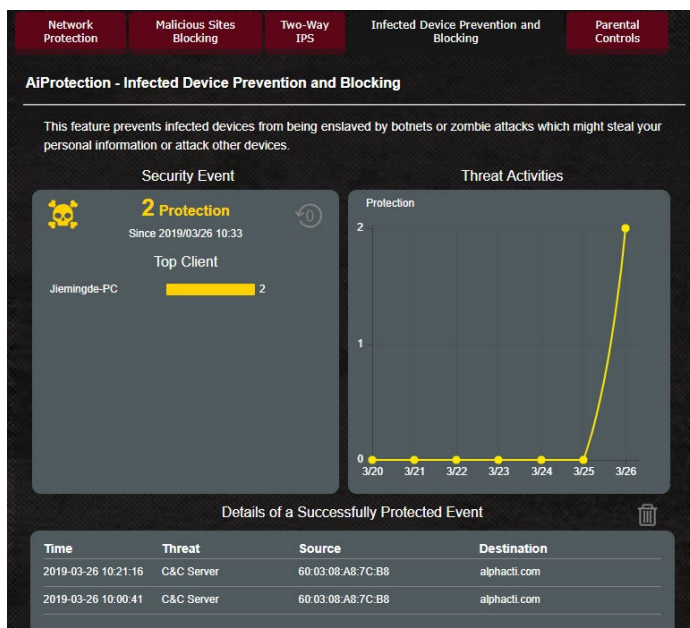 Network Protection
Malicious Sites Blocking
Two-Way IPS
Infected Device Prevention and Blocking
Parental Controls
AiProtection - Infected Device Prevention and Blocking
This feature prevents infected devices from being enslaved by botnets or zombie attacks which might steal your
personal information or attack other devices.
Security Event
2 Protection
Since 2019/03/26 10:33
0
Top Client
Jiemingde-PC 2
Threat Activities
Protection
2
1
0
3/20 3/21 3/22 3/23 3/24 3/25 3/26
Details of a Successfully Protected Event
Time Threat Source Destination
2019-03-26 10:21:16 C&C Server 60:03:08:A8:7C:B8 alphacti.com
2019-03-26 10:00:41 C&C Server 60:03:08:A8:7C:B8 alphacti.com